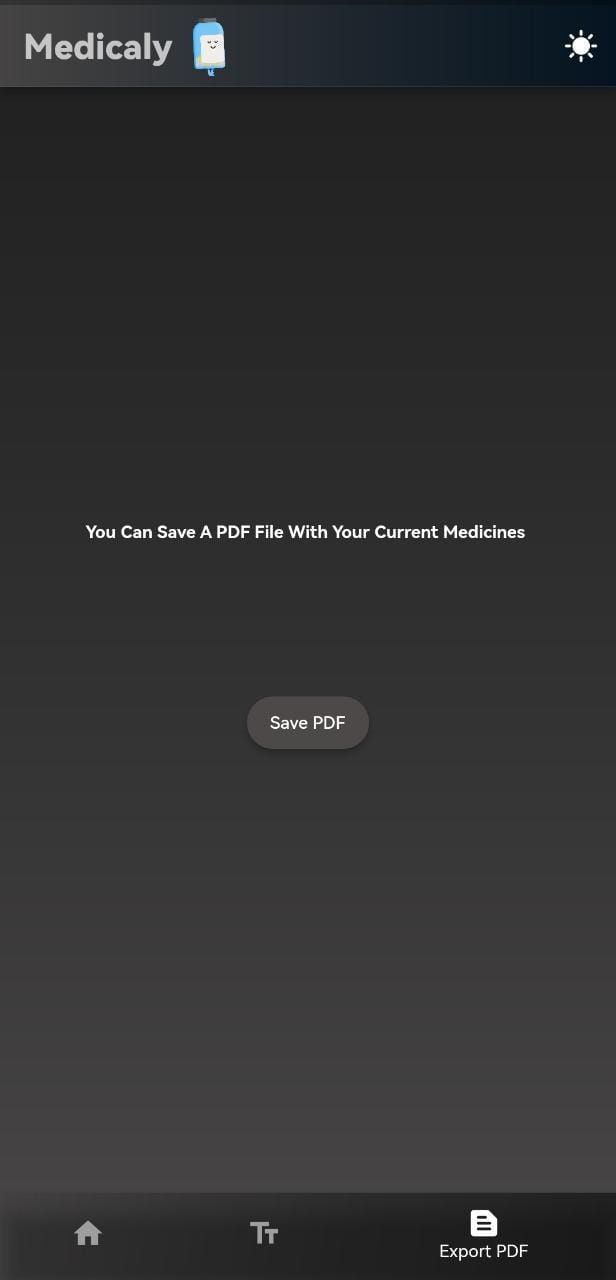 Medicaly
You Can Save A PDF File With Your Current Medicines
Save PDF
Export PDF